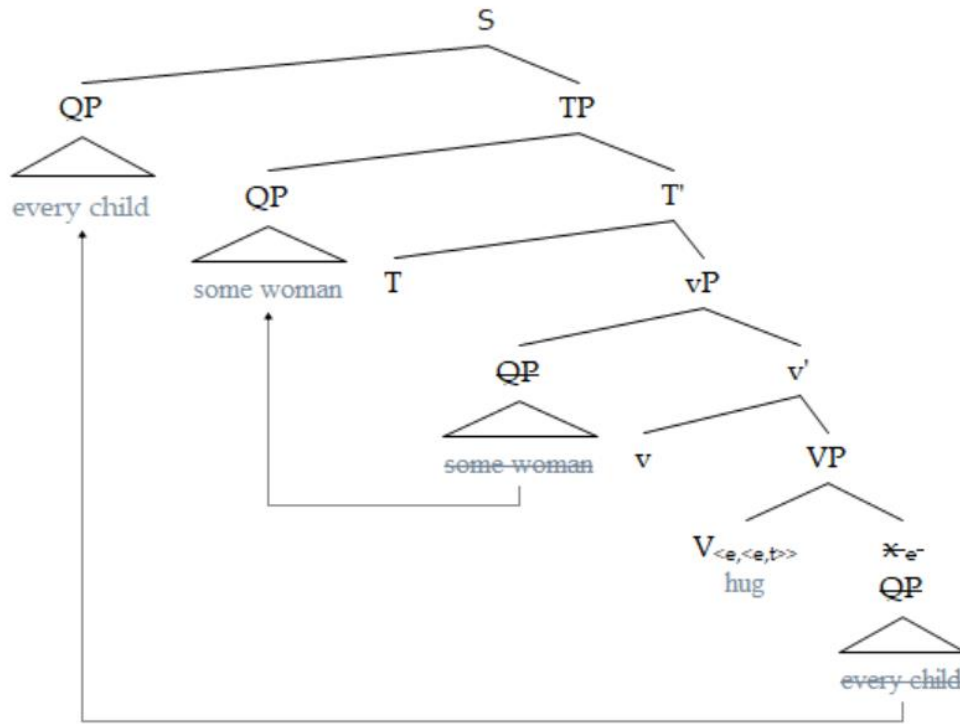 S
QP TP
every child QP T'
some woman T vP
QP v'
some woman v VP
V<e,<e,t>> x e
hug QP
every child